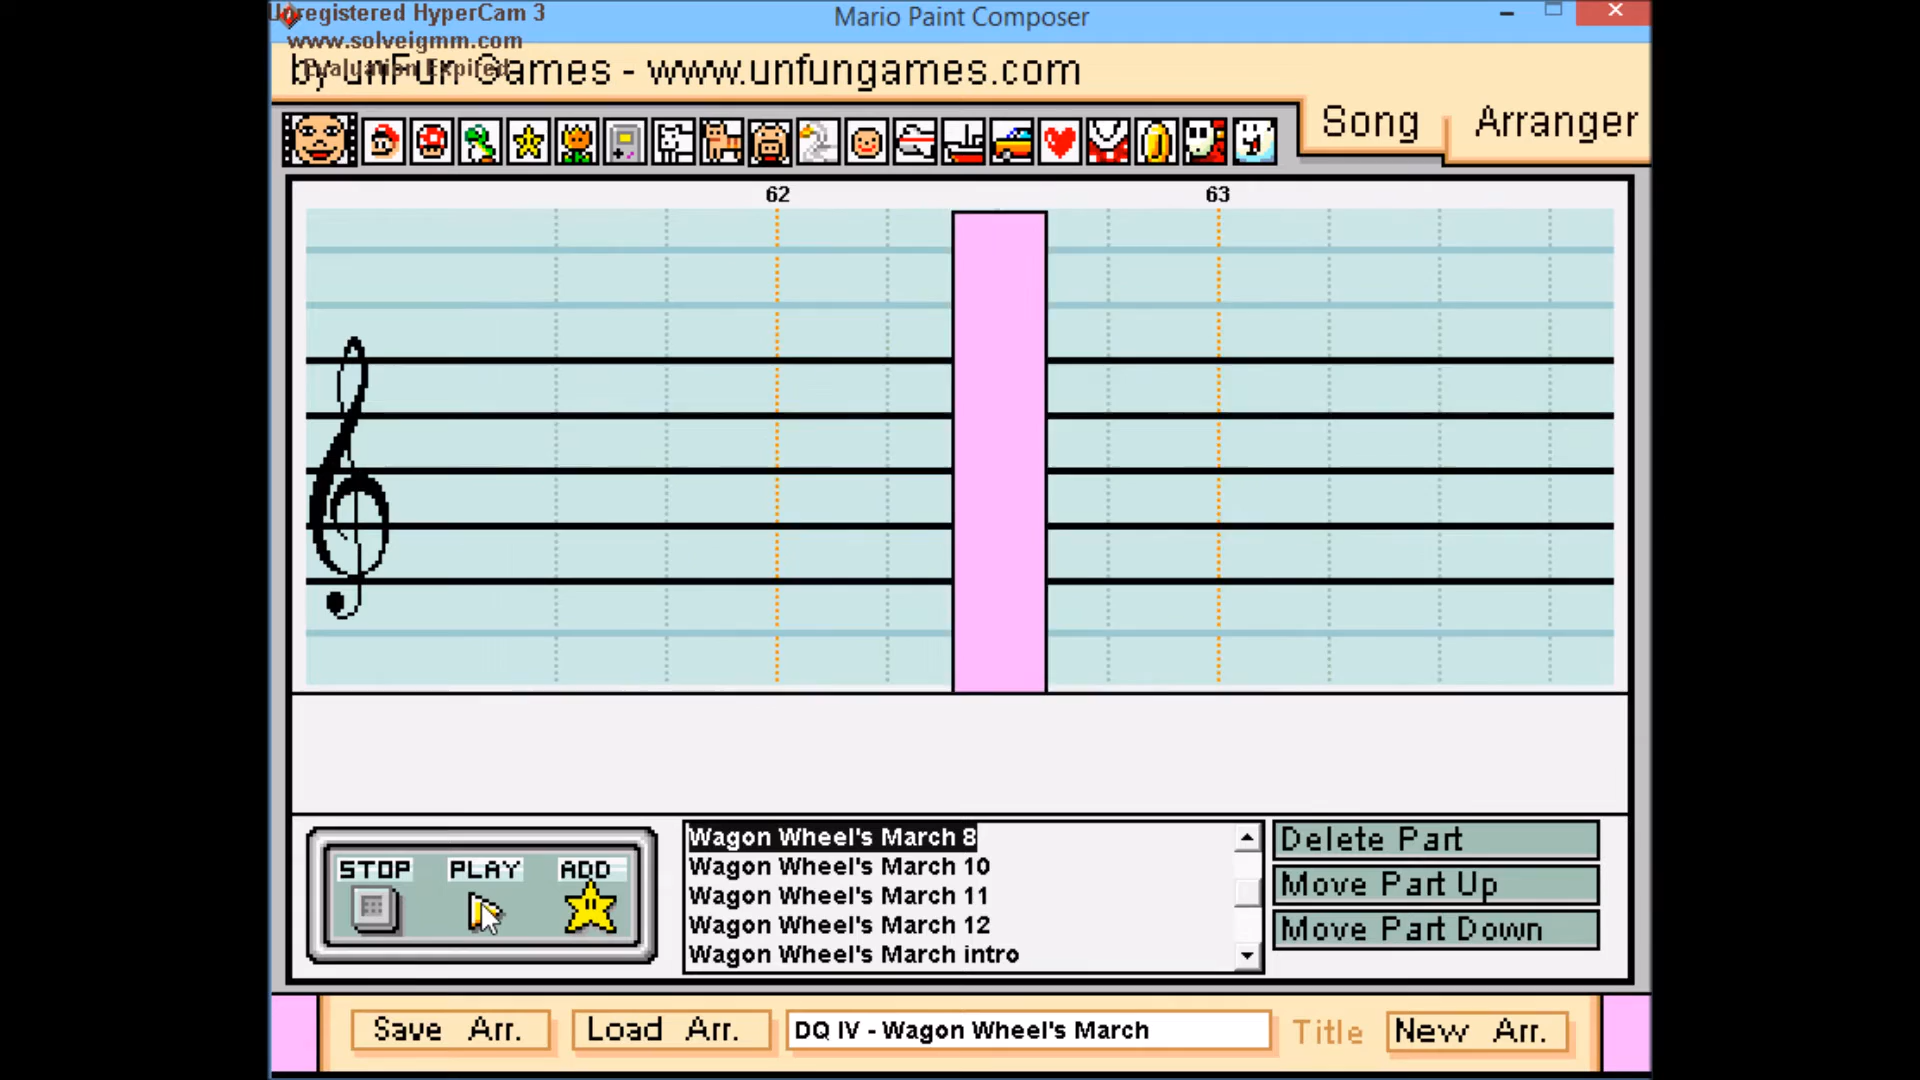 Unregistered HyperCam 3
Mario Paint Composer
www.solveigmm.com
Evaluation Expired
by unFun Games - www.unfungames.com
Song
Arranger
62
63
Wagon Wheel's March 8
Delete Part
STOP PLAY ADD
Wagon Wheel's March 10
Move Part Up
Wagon Wheel's March 11
Wagon Wheel's March 12
Move Part Down
Wagon Wheel's March intro
Save Arr.
Load Arr.
DQ IV - Wagon Wheel's March
Title
New Arr.